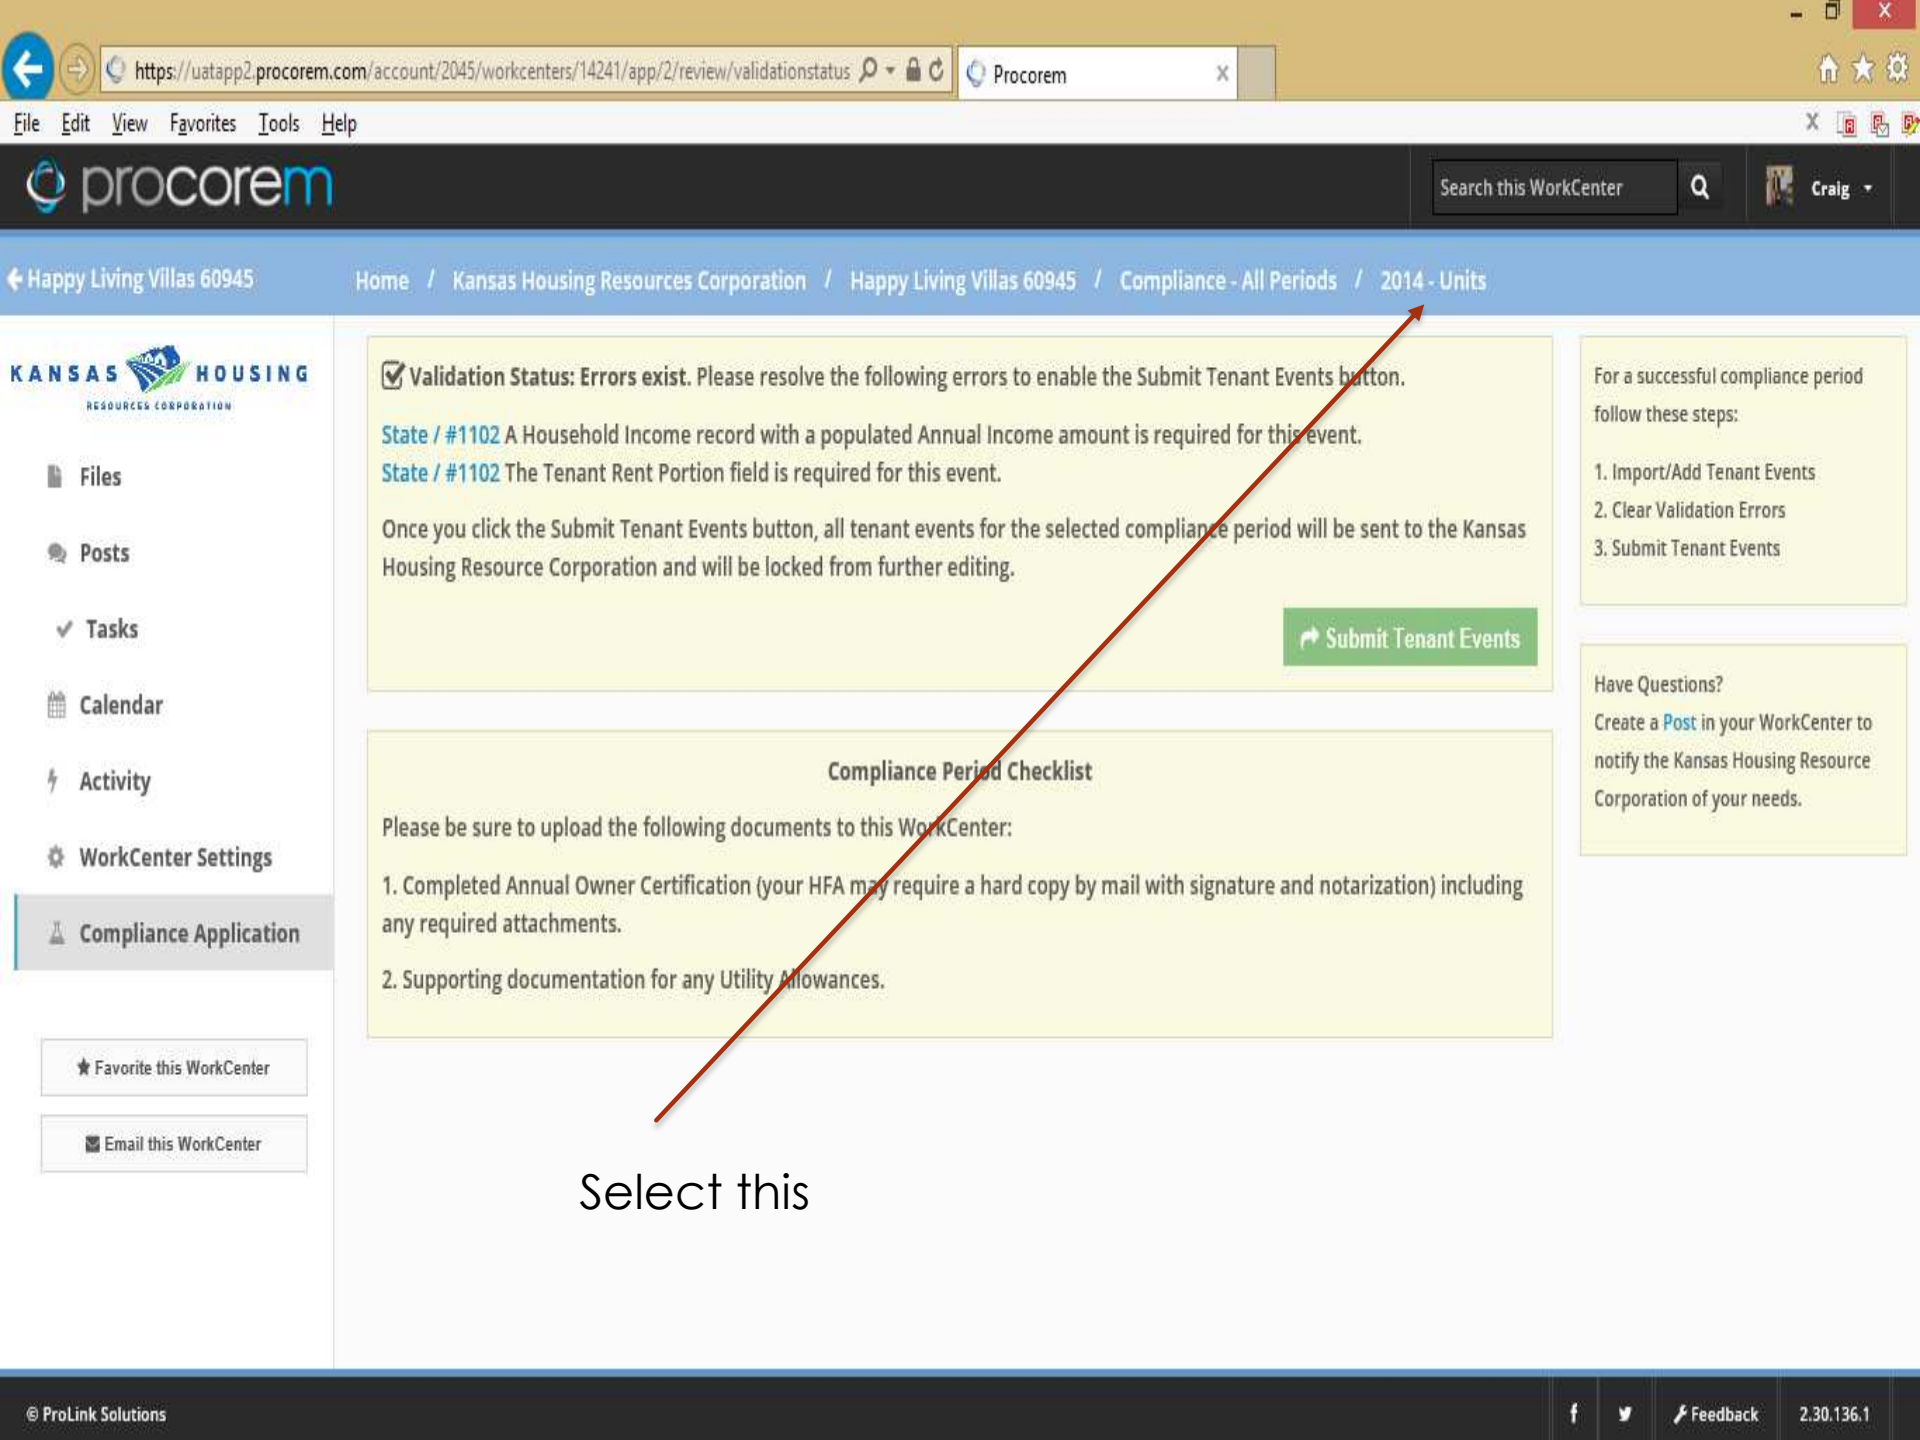 https://uatapp2.procorem.com/account/2045/workcenters/14241/app/2/review/validationstatus
Procorem
File Edit View Favorites Tools Help
procorem
Search this WorkCenter
Craig
Happy Living Villas 60945
Home / Kansas Housing Resources Corporation / Happy Living Villas 60945 / Compliance - All Periods / 2014 - Units
KANSAS HOUSING
RESOURCES CORPORATION
Files
Posts
Tasks
Calendar
Activity
WorkCenter Settings
Compliance Application
Favorite this WorkCenter
Email this WorkCenter
Validation Status: Errors exist. Please resolve the following errors to enable the Submit Tenant Events button.
State / #1102 A Household Income record with a populated Annual Income amount is required for this event.
State / #1102 The Tenant Rent Portion field is required for this event.
Once you click the Submit Tenant Events button, all tenant events for the selected compliance period will be sent to the Kansas
Housing Resource Corporation and will be locked from further editing.
Submit Tenant Events
Compliance Period Checklist
Please be sure to upload the following documents to this WorkCenter:
1. Completed Annual Owner Certification (your HFA may require a hard copy by mail with signature and notarization) including
any required attachments.
2. Supporting documentation for any Utility Allowances.
For a successful compliance period
follow these steps:
1. Import/Add Tenant Events
2. Clear Validation Errors
3. Submit Tenant Events
Have Questions?
Create a Post in your WorkCenter to
notify the Kansas Housing Resource
Corporation of your needs.
Select this
© ProLink Solutions
Feedback
2.30.136.1